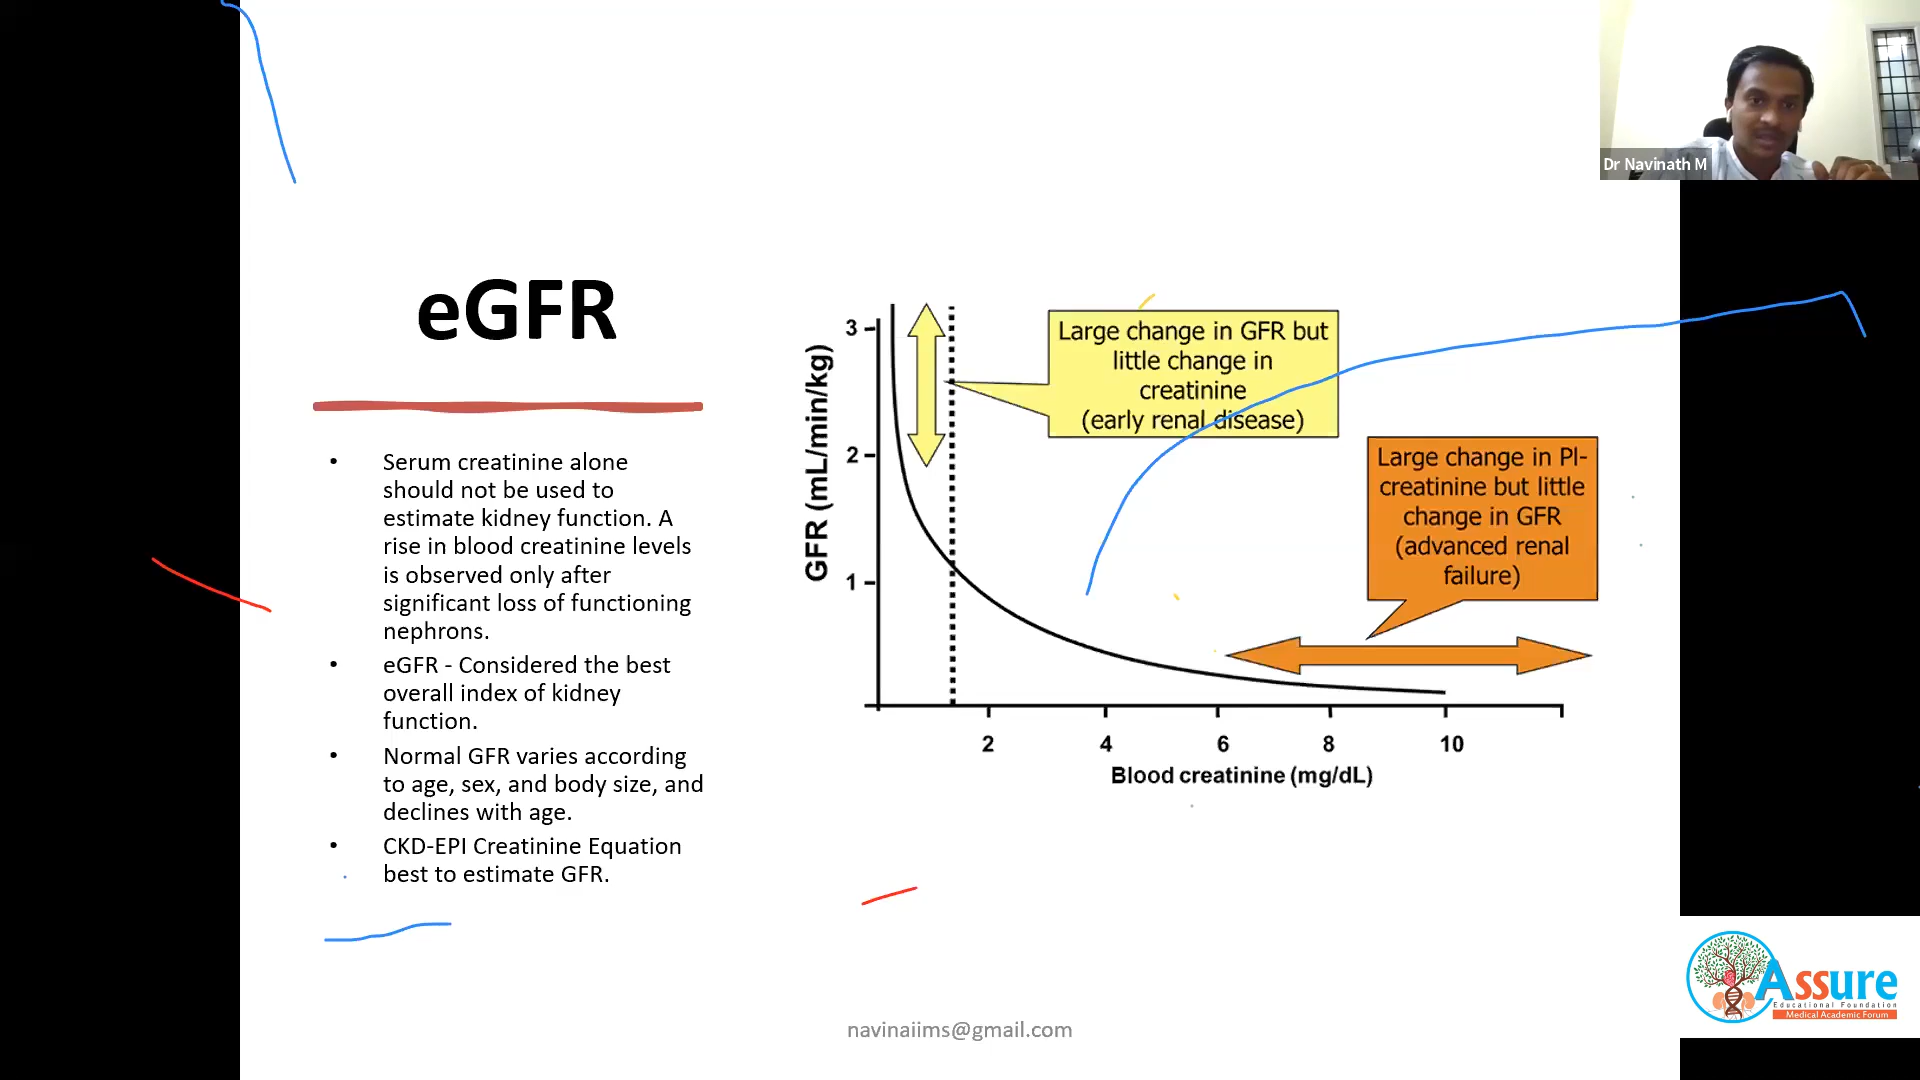 Dr Navinath M
eGFR
• Serum creatinine alone
should not be used to
estimate kidney function. A
rise in blood creatinine levels
is observed only after
significant loss of functioning
nephrons.
• eGFR - Considered the best
overall index of kidney
function.
• Normal GFR varies according
to age, sex, and body size, and
declines with age.
• CKD-EPI Creatinine Equation
best to estimate GFR.
GFR (mL/min/kg)
3
2
1
Large change in GFR but
little change in
creatinine
(early renal disease)
Large change in Pl-
creatinine but little
change in GFR
(advanced renal
failure)
2 4 6 8 10
Blood creatinine (mg/dL)
Assure
Educational Foundation
Medical Academic Forum
navinaiims@gmail.com